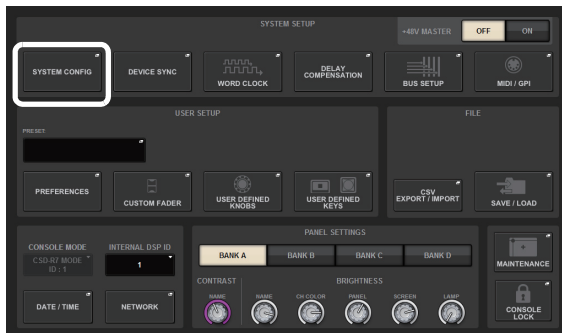 SYSTEM SETUP
+48V MASTER OFF ON
SYSTEM CONFIG
DEVICE SYNC
WORD CLOCK
DELAY
COMPENSATION
BUS SETUP
MIDI / GPI
USER SETUP
PRESET
PREFERENCES
CUSTOM FADER
USER DEFINED
KNOBS
USER DEFINED
KEYS
FILE
CSV
EXPORT / IMPORT
SAVE / LOAD
CONSOLE MODE
CSD-R7 MODE
ID : 1
INTERNAL DSP ID
1
DATE / TIME
NETWORK
PANEL SETTINGS
BANK A BANK B BANK C BANK D
CONTRAST
NAME
BRIGHTNESS
NAME CH COLOR PANEL SCREEN LAMP
MAINTENANCE
CONSOLE
LOCK